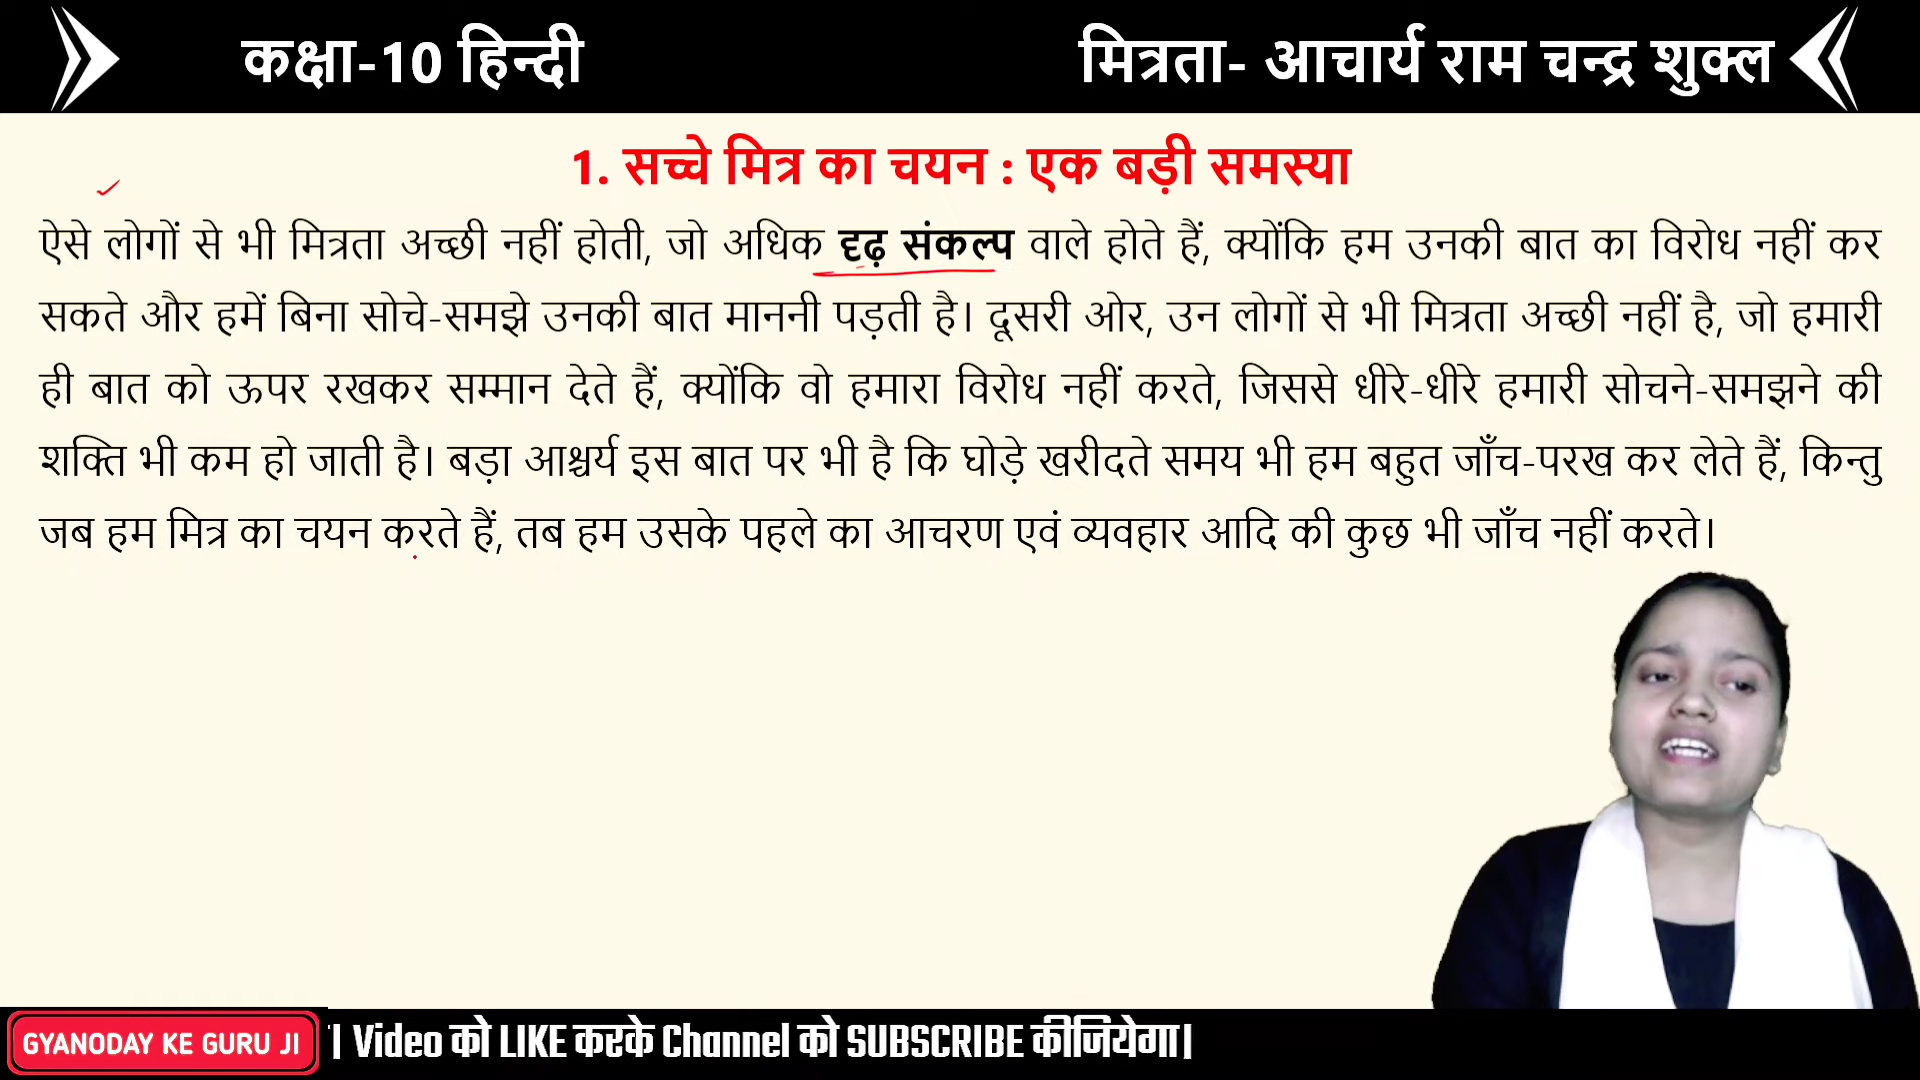 कक्षा-10 हिन्दी
मित्रता- आचार्य राम चन्द्र शुक्ल
1. सच्चे मित्र का चयन : एक बड़ी समस्या
ऐसे लोगों से भी मित्रता अच्छी नहीं होती, जो अधिक दृढ़ संकल्प वाले होते हैं, क्योंकि हम उनकी बात का विरोध नहीं कर
सकते और हमें बिना सोचे-समझे उनकी बात माननी पड़ती है। दूसरी ओर, उन लोगों से भी मित्रता अच्छी नहीं है, जो हमारी
ही बात को ऊपर रखकर सम्मान देते हैं, क्योंकि वो हमारा विरोध नहीं करते, जिससे धीरे-धीरे हमारी सोचने-समझने की
शक्ति भी कम हो जाती है। बड़ा आश्चर्य इस बात पर भी है कि घोड़े खरीदते समय भी हम बहुत जाँच-परख कर लेते हैं, किन्तु
जब हम मित्र का चयन करते हैं, तब हम उसके पहले का आचरण एवं व्यवहार आदि की कुछ भी जाँच नहीं करते।
GYANODAY KE GURU JI
। Video को LIKE करके Channel को SUBSCRIBE कीजियेगा।